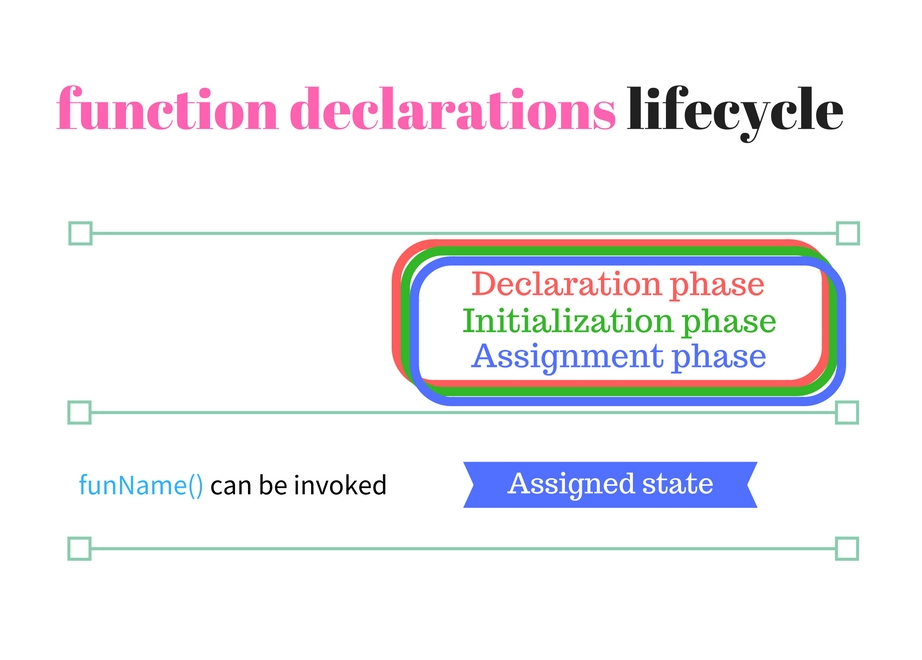 function declarations lifecycle
Declaration phase
Initialization phase
Assignment phase
funName() can be invoked
Assigned state